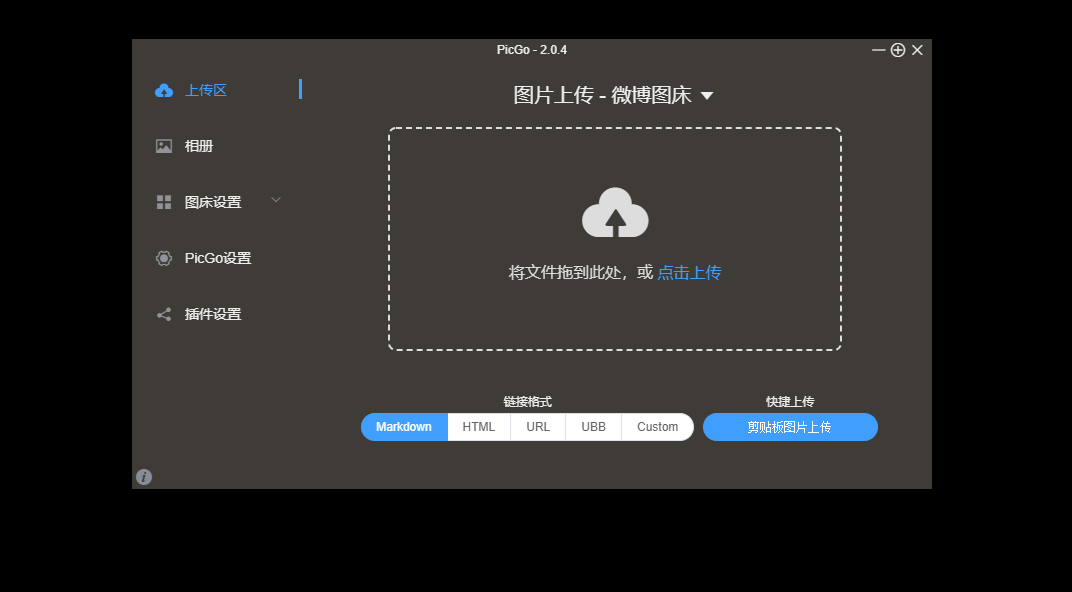 PicGo - 2.0.4
上传区
相册
图床设置
PicGo设置
插件设置
图片上传 - 微博图床
将文件拖到此处，或 点击上传
链接格式
Markdown HTML URL UBB Custom
快捷上传
剪贴板图片上传
i